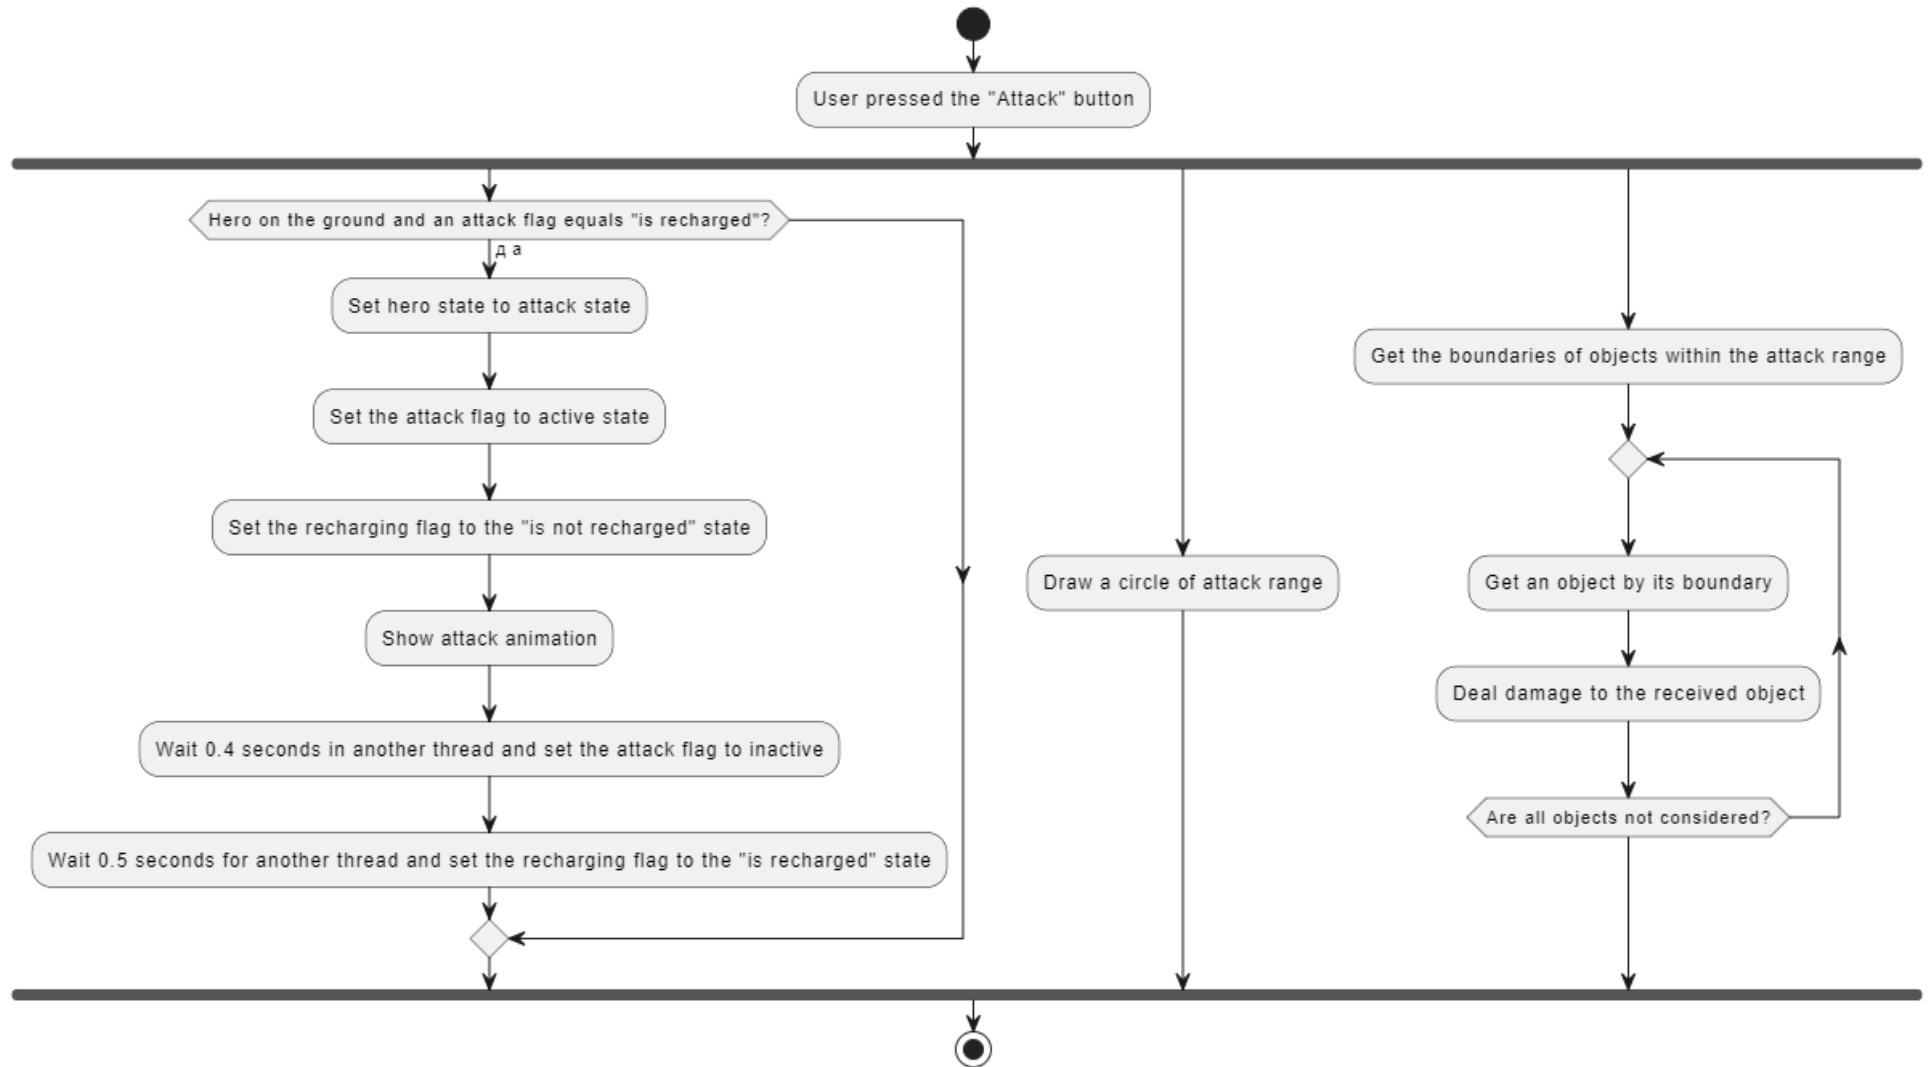 User pressed the "Attack" button
Hero on the ground and an attack flag equals "is recharged"?
да
Set hero state to attack state
Set the attack flag to active state
Set the recharging flag to the "is not recharged" state
Show attack animation
Wait 0.4 seconds in another thread and set the attack flag to inactive
Wait 0.5 seconds for another thread and set the recharging flag to the "is recharged" state
Draw a circle of attack range
Get the boundaries of objects within the attack range
Get an object by its boundary
Deal damage to the received object
Are all objects not considered?